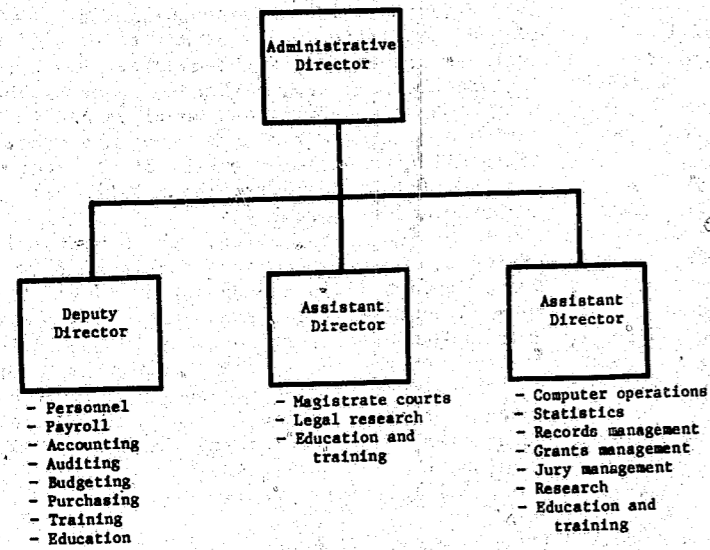 Administrative
Director
Deputy
Director
- Personnel
- Payroll
- Accounting
- Auditing
- Budgeting
- Purchasing
- Training
- Education
Assistant
Director
- Magistrate courts
- Legal research
- Education and
training
Assistant
Director
- Computer operations
- Statistics
- Records management
- Grants management
- Jury management
- Research
- Education and
training